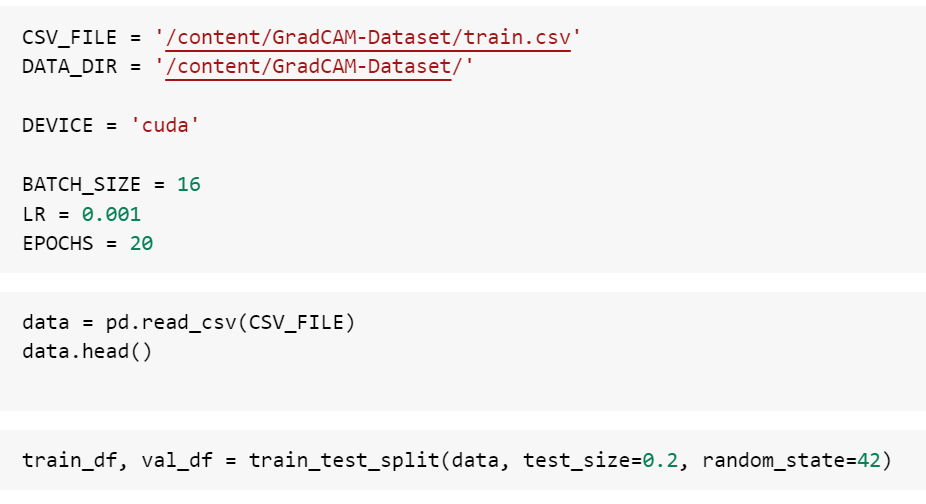 CSV_FILE = '/content/GradCAM-Dataset/train.csv'
DATA_DIR = '/content/GradCAM-Dataset/'
DEVICE = 'cuda'
BATCH_SIZE = 16
LR = 0.001
EPOCHS = 20
data = pd.read_csv(CSV_FILE)
data.head()
train_df, val_df = train_test_split(data, test_size=0.2, random_state=42)